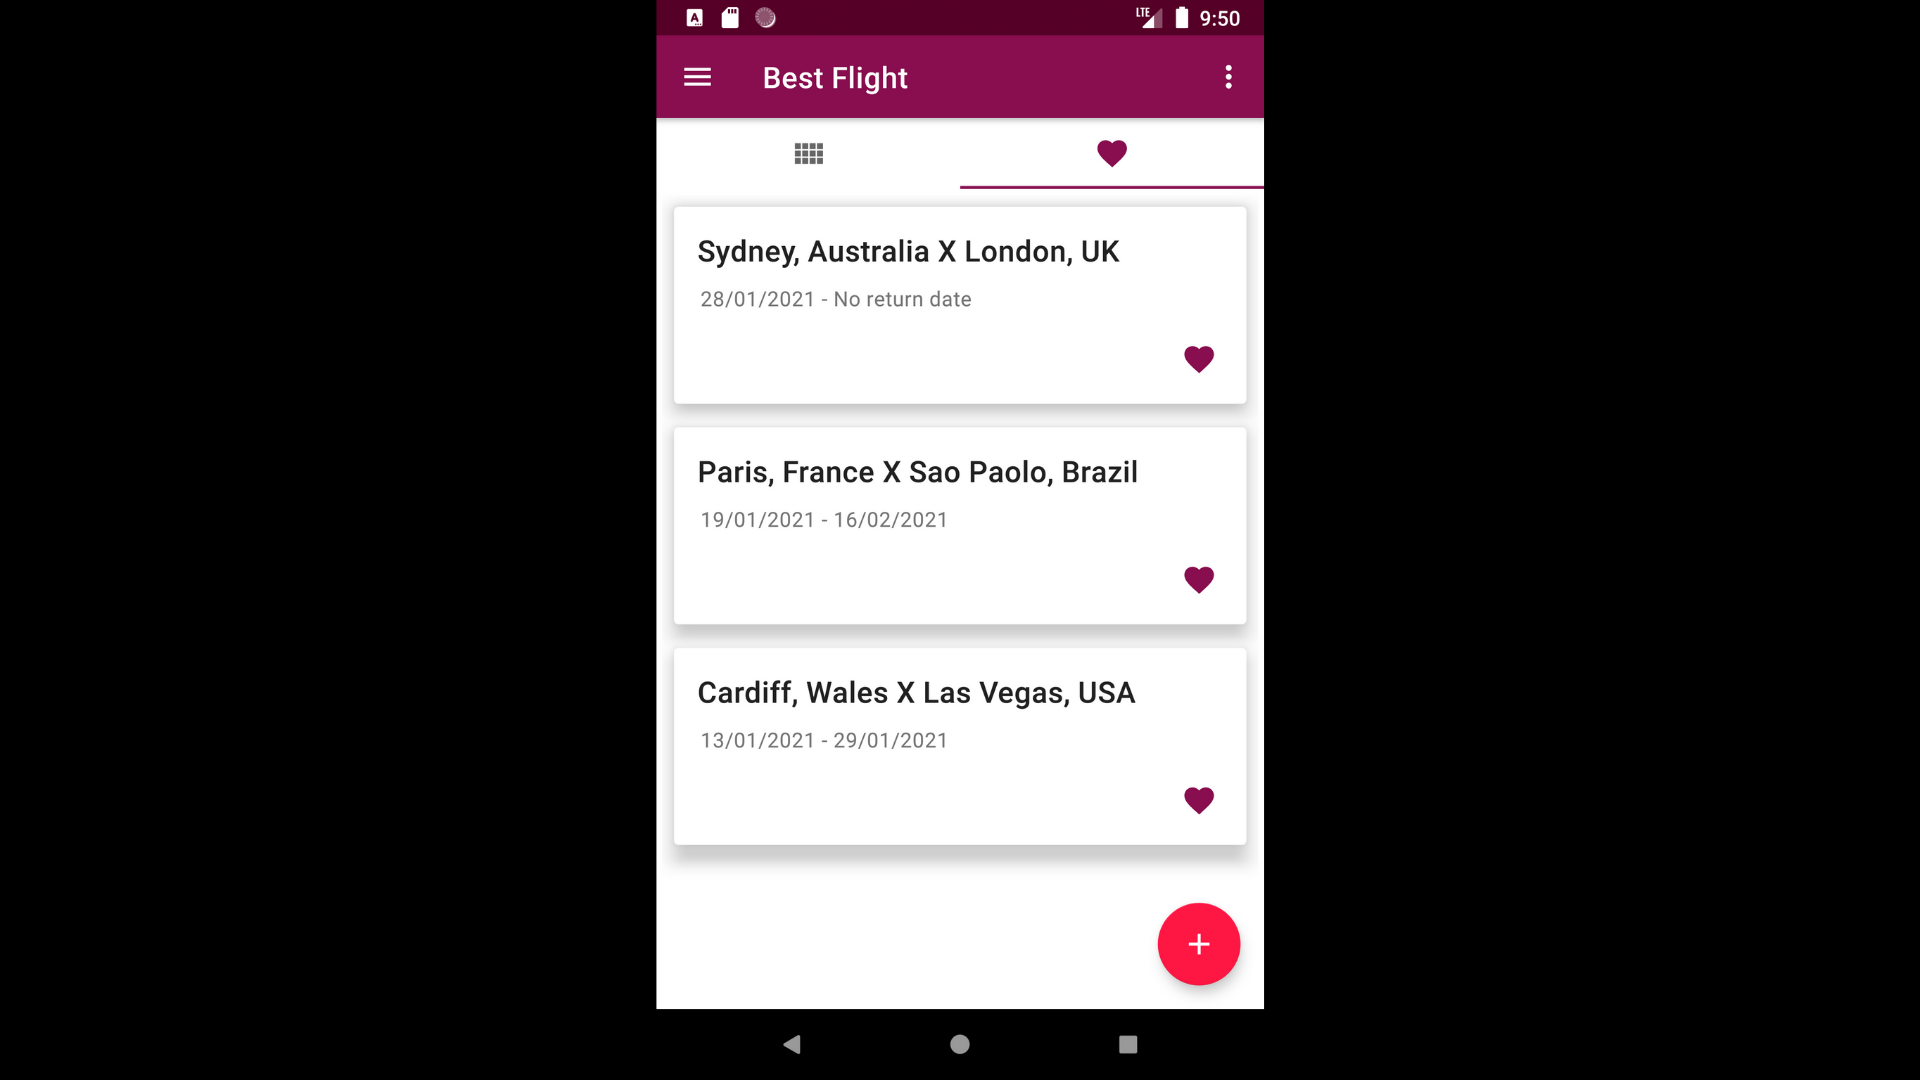 A LTE 9:50
Best Flight
Sydney, Australia X London, UK
28/01/2021 - No return date
Paris, France X Sao Paolo, Brazil
19/01/2021 - 16/02/2021
Cardiff, Wales X Las Vegas, USA
13/01/2021 - 29/01/2021